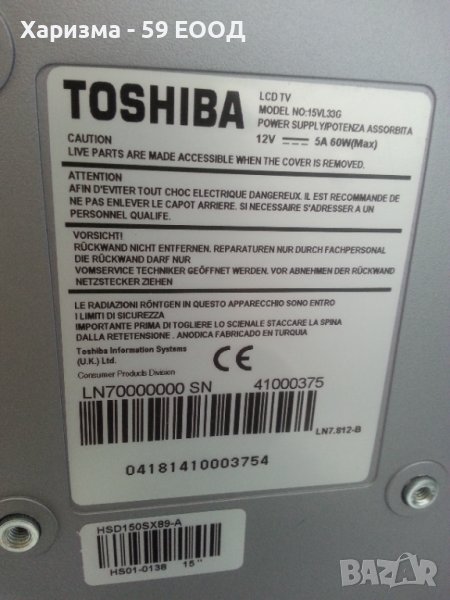 Харизма - 59 ЕООД
TOSHIBA
LCD TV
MODEL NO:15VL33G
POWER SUPPLY/POTENZA ASSORBITA
12V ⎓ 5A 60W(Max)
CAUTION
LIVE PARTS ARE MADE ACCESSIBLE WHEN THE COVER IS REMOVED.
ATTENTION
AFIN D'EVITER TOUT CHOC ELECTRIQUE DANGEREUX. IL EST RECOMMANDE DE
NE PAS ENLEVER LE CAPOT ARRIERE. SI NECESSAIRE S'ADRESSER A UN
PERSONNEL QUALIFE.
VORSICHT!
RÜCKWAND NICHT ENTFERNEN. REPARATUREN NUR DURCH FACHPERSONAL
DIE RÜCKWAND DARF NUR
VOMSERVICE TECHNIKER GEÖFFNET WERDEN. VOR ABNEHMEN DER RÜCKWAND
NETZSTECKER ZIEHEN
LE RADIAZIONI RÖNTGEN IN QUESTO APPARECCHIO SONO ENTRO
I LIMITI DI SICUREZZA
IMPORTANTE PRIMA DI TOGLIERE LO SCIENALE STACCARE LA SPINA
DALLA RETETENSIONE . ANODICA FABRICATO EN TURQUIA
Toshiba Information Systems
(U.K.) Ltd.
Consumer Products Division
CE
LN70000000 SN 41000375
LN7.812-B
04181410003754
HSD150SX89-A
HS01-0138 15"
BAZAR
.bg